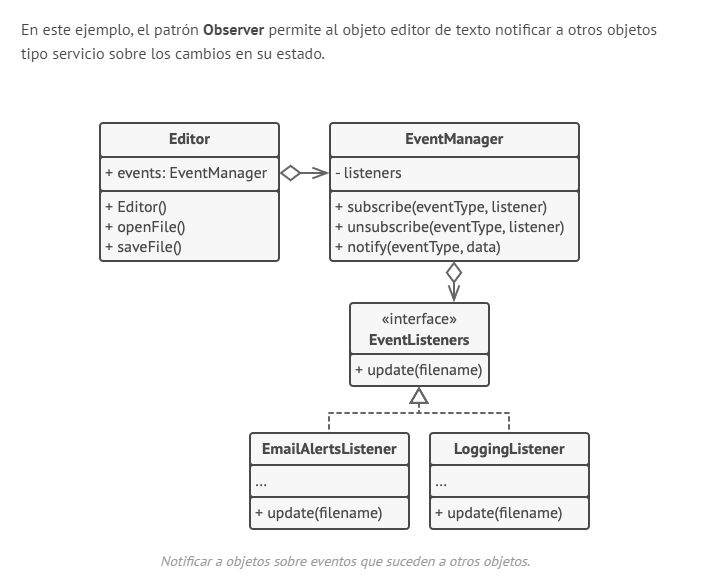 En este ejemplo, el patrón Observer permite al objeto editor de texto notificar a otros objetos
tipo servicio sobre los cambios en su estado.
Editor
+ events: EventManager
+ Editor()
+ openFile()
+ saveFile()
EventManager
- listeners
+ subscribe(eventType, listener)
+ unsubscribe(eventType, listener)
+ notify(eventType, data)
«interface»
EventListeners
+ update(filename)
EmailAlertsListener
...
+ update(filename)
LoggingListener
...
+ update(filename)
Notificar a objetos sobre eventos que suceden a otros objetos.